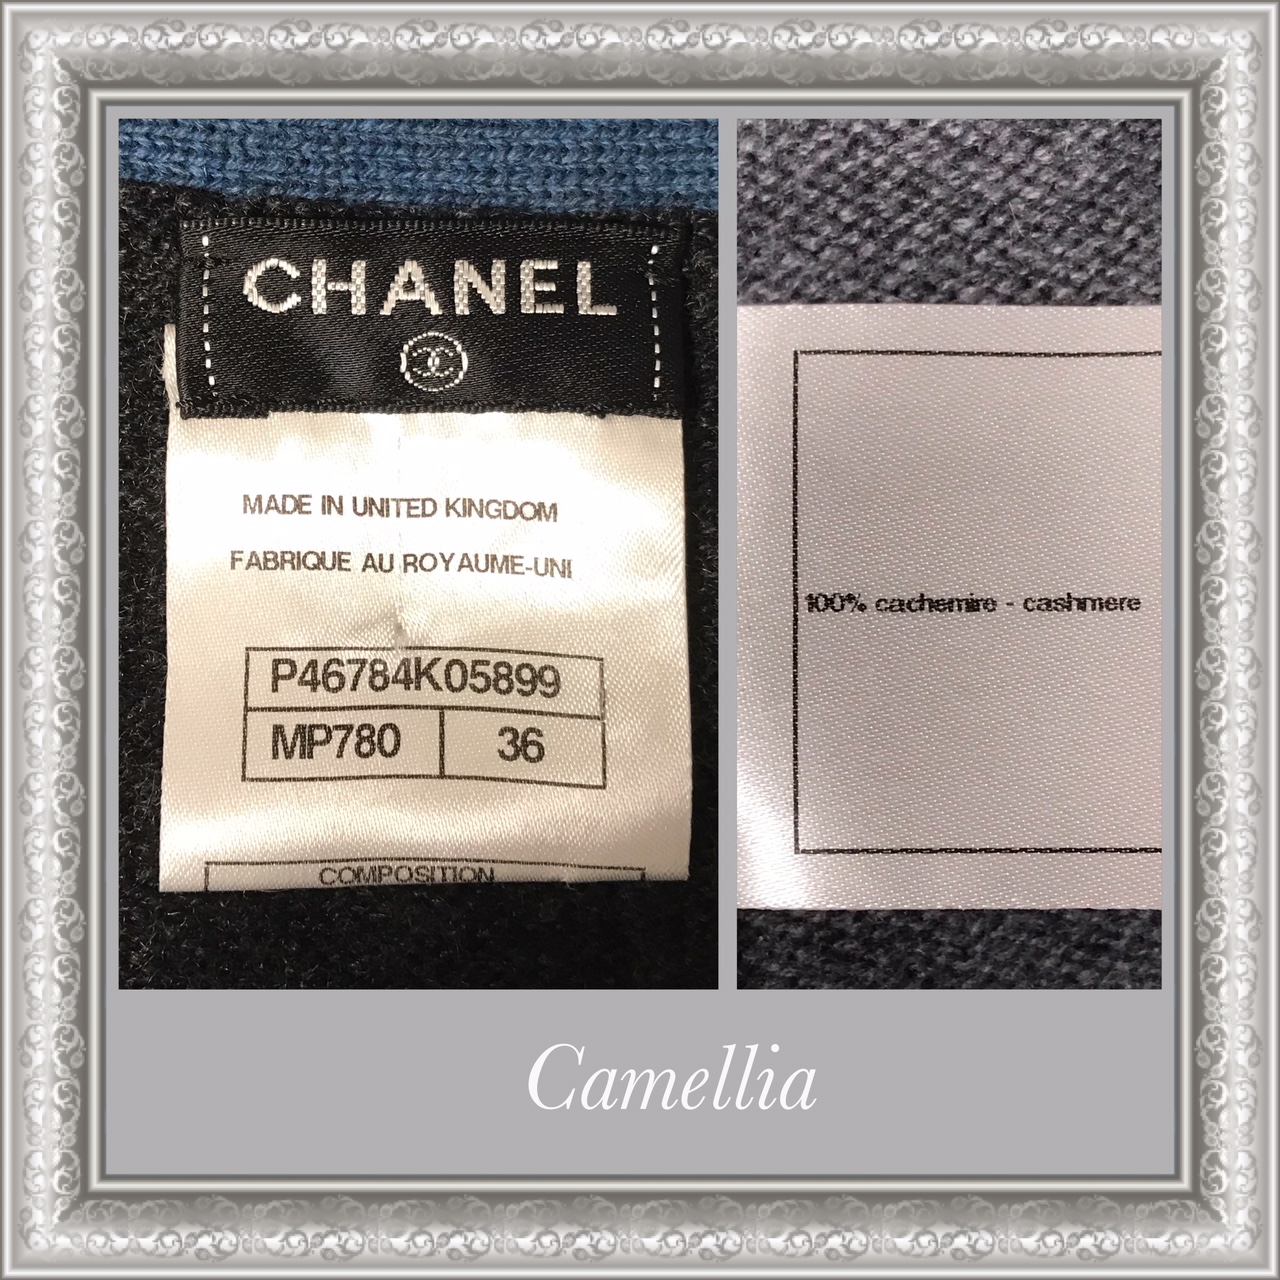 CHANEL
MADE IN UNITED KINGDOM
FABRIQUE AU ROYAUME-UNI
P46784K05899
MP780 36
COMPOSITION
100% cachemire - cashmere
Camellia